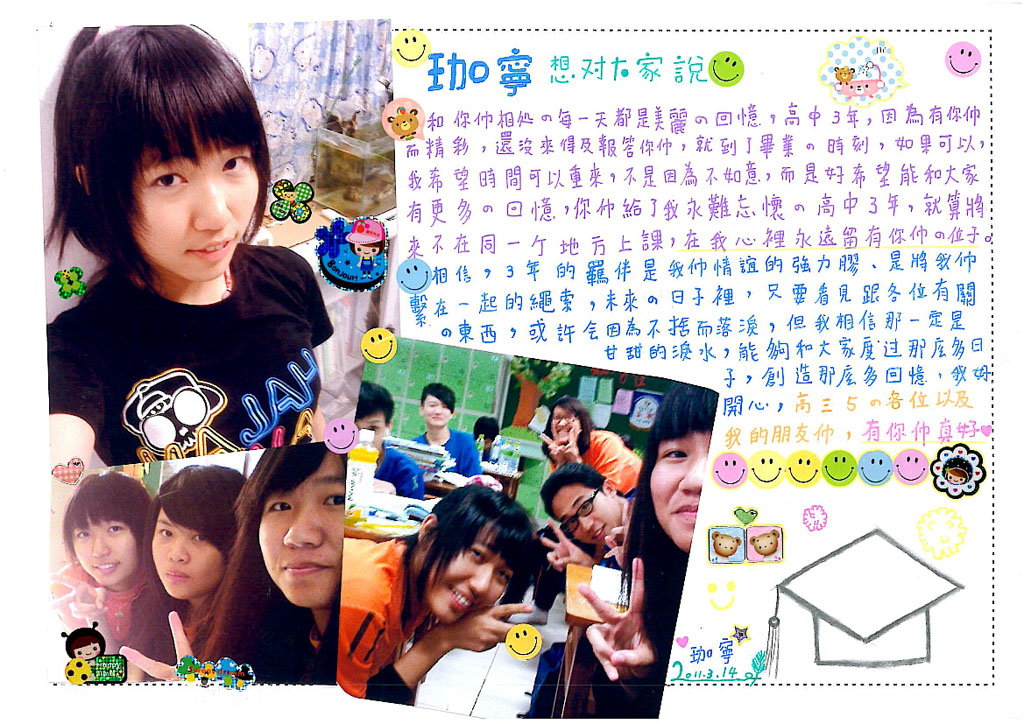 珈寧 想对大家說
和你们相処の每一天都是美麗の回憶，高中3年，因為有你们
而精彩，還沒來得及報答你们，就到了畢業の時刻，如果可以，
我希望時間可以重來，不是因為不如意，而是好希望能和大家
有更多の回憶，你们給了我永難忘懷の高中3年，就算將
來不在同一ケ地方上課，在我心裡永遠留有你们の位子。
相信，3年的羈伴是我们情誼的強力膠、是將我们
繫在一起的繩索，未來の日子裡，只要看見跟各位有關
の東西，或許会因為不捨而落淚，但我相信那一定是
甘甜的淚水，能夠和大家度过那麼多日
子，創造那麼多回憶，我好
開心，高三5の各位以及
我的朋友们，有你们真好
珈寧
2011.3.14
Bonjour!
JAH